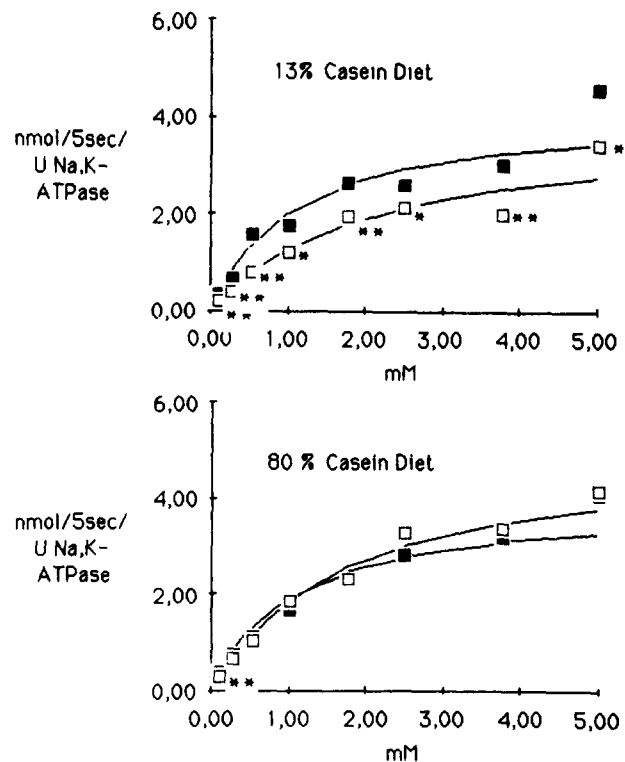 6,00
13% Casein Diet
4,00
nmol/5sec/
U Na,K-
ATPase
2,00
*
* *
*
* *
*
* *
* *
* *
0,00
0,00 1,00 2,00 3,00 4,00 5,00
mM
6,00
80 % Casein Diet
4,00
nmol/5sec/
U Na,K-
ATPase
2,00
* *
0,00
0,00 1,00 2,00 3,00 4,00 5,00
mM